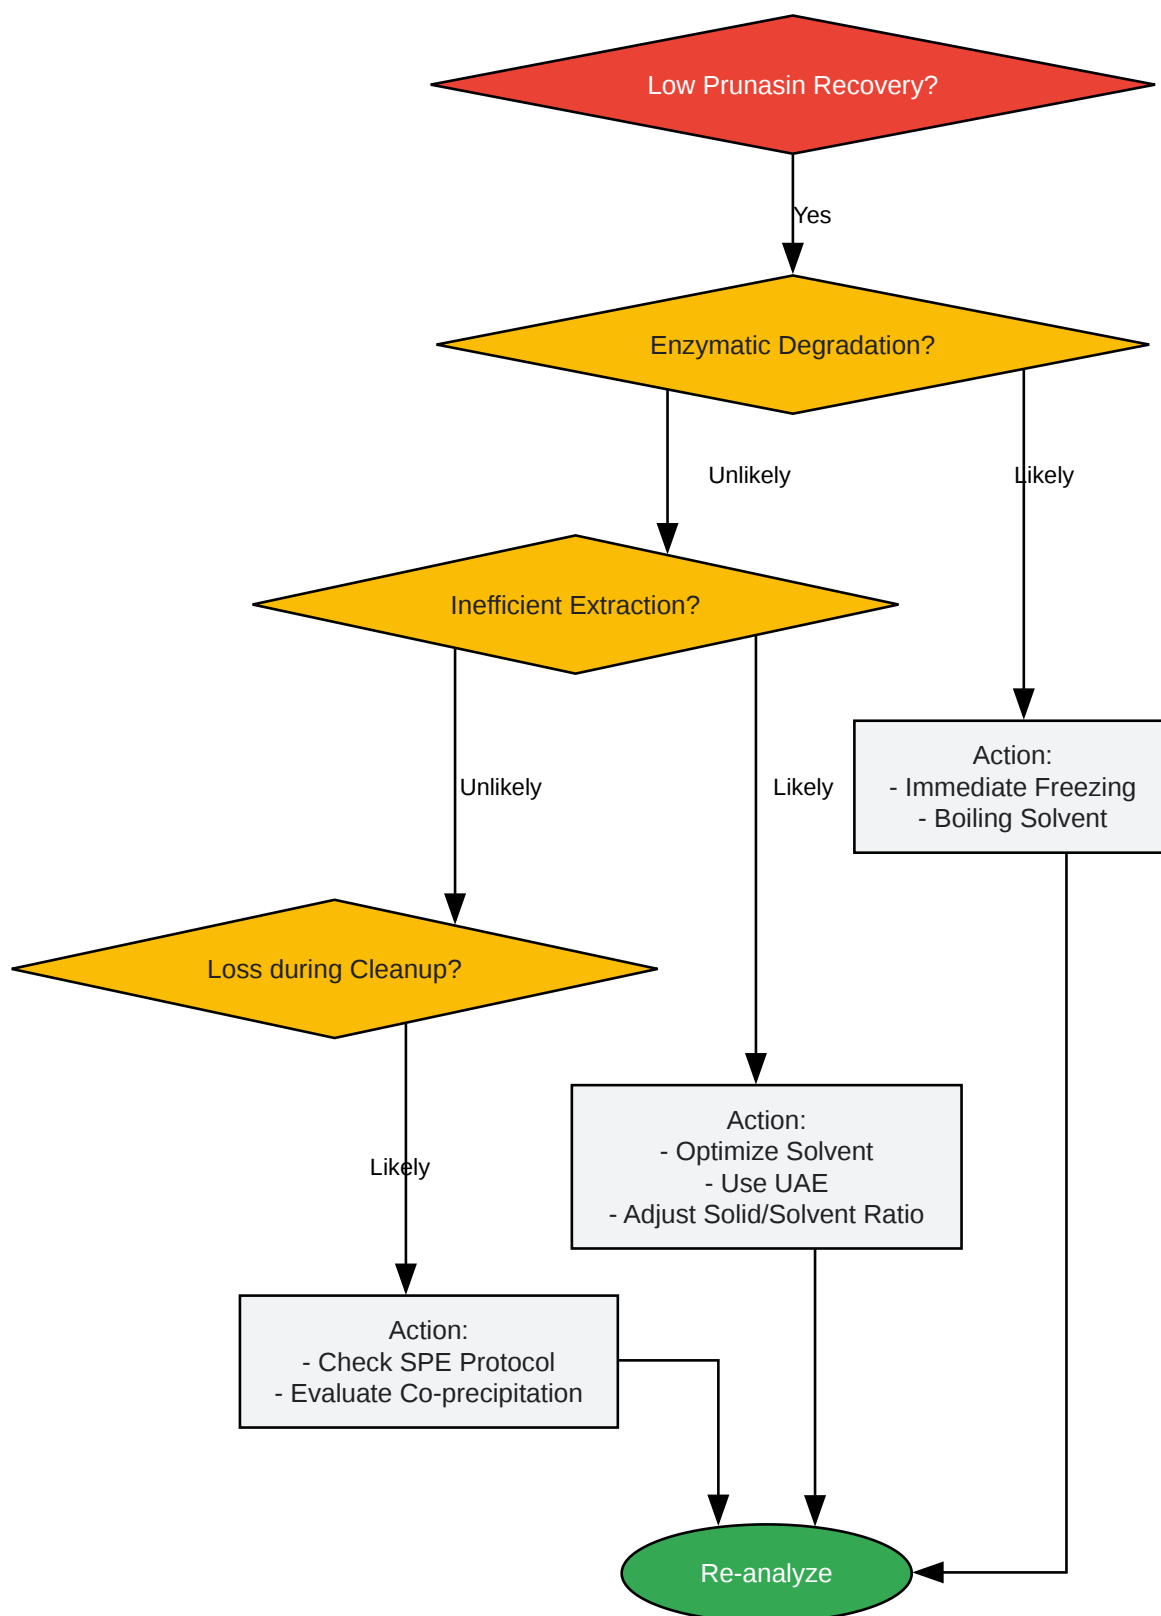 Low Prunasin Recovery?
Yes
Enzymatic Degradation?
Unlikely
Likely
Inefficient Extraction?
Action:
- Immediate Freezing
- Boiling Solvent
Unlikely
Likely
Loss during Cleanup?
Action:
- Optimize Solvent
- Use UAE
- Adjust Solid/Solvent Ratio
Likely
Action:
- Check SPE Protocol
- Evaluate Co-precipitation
Re-analyze